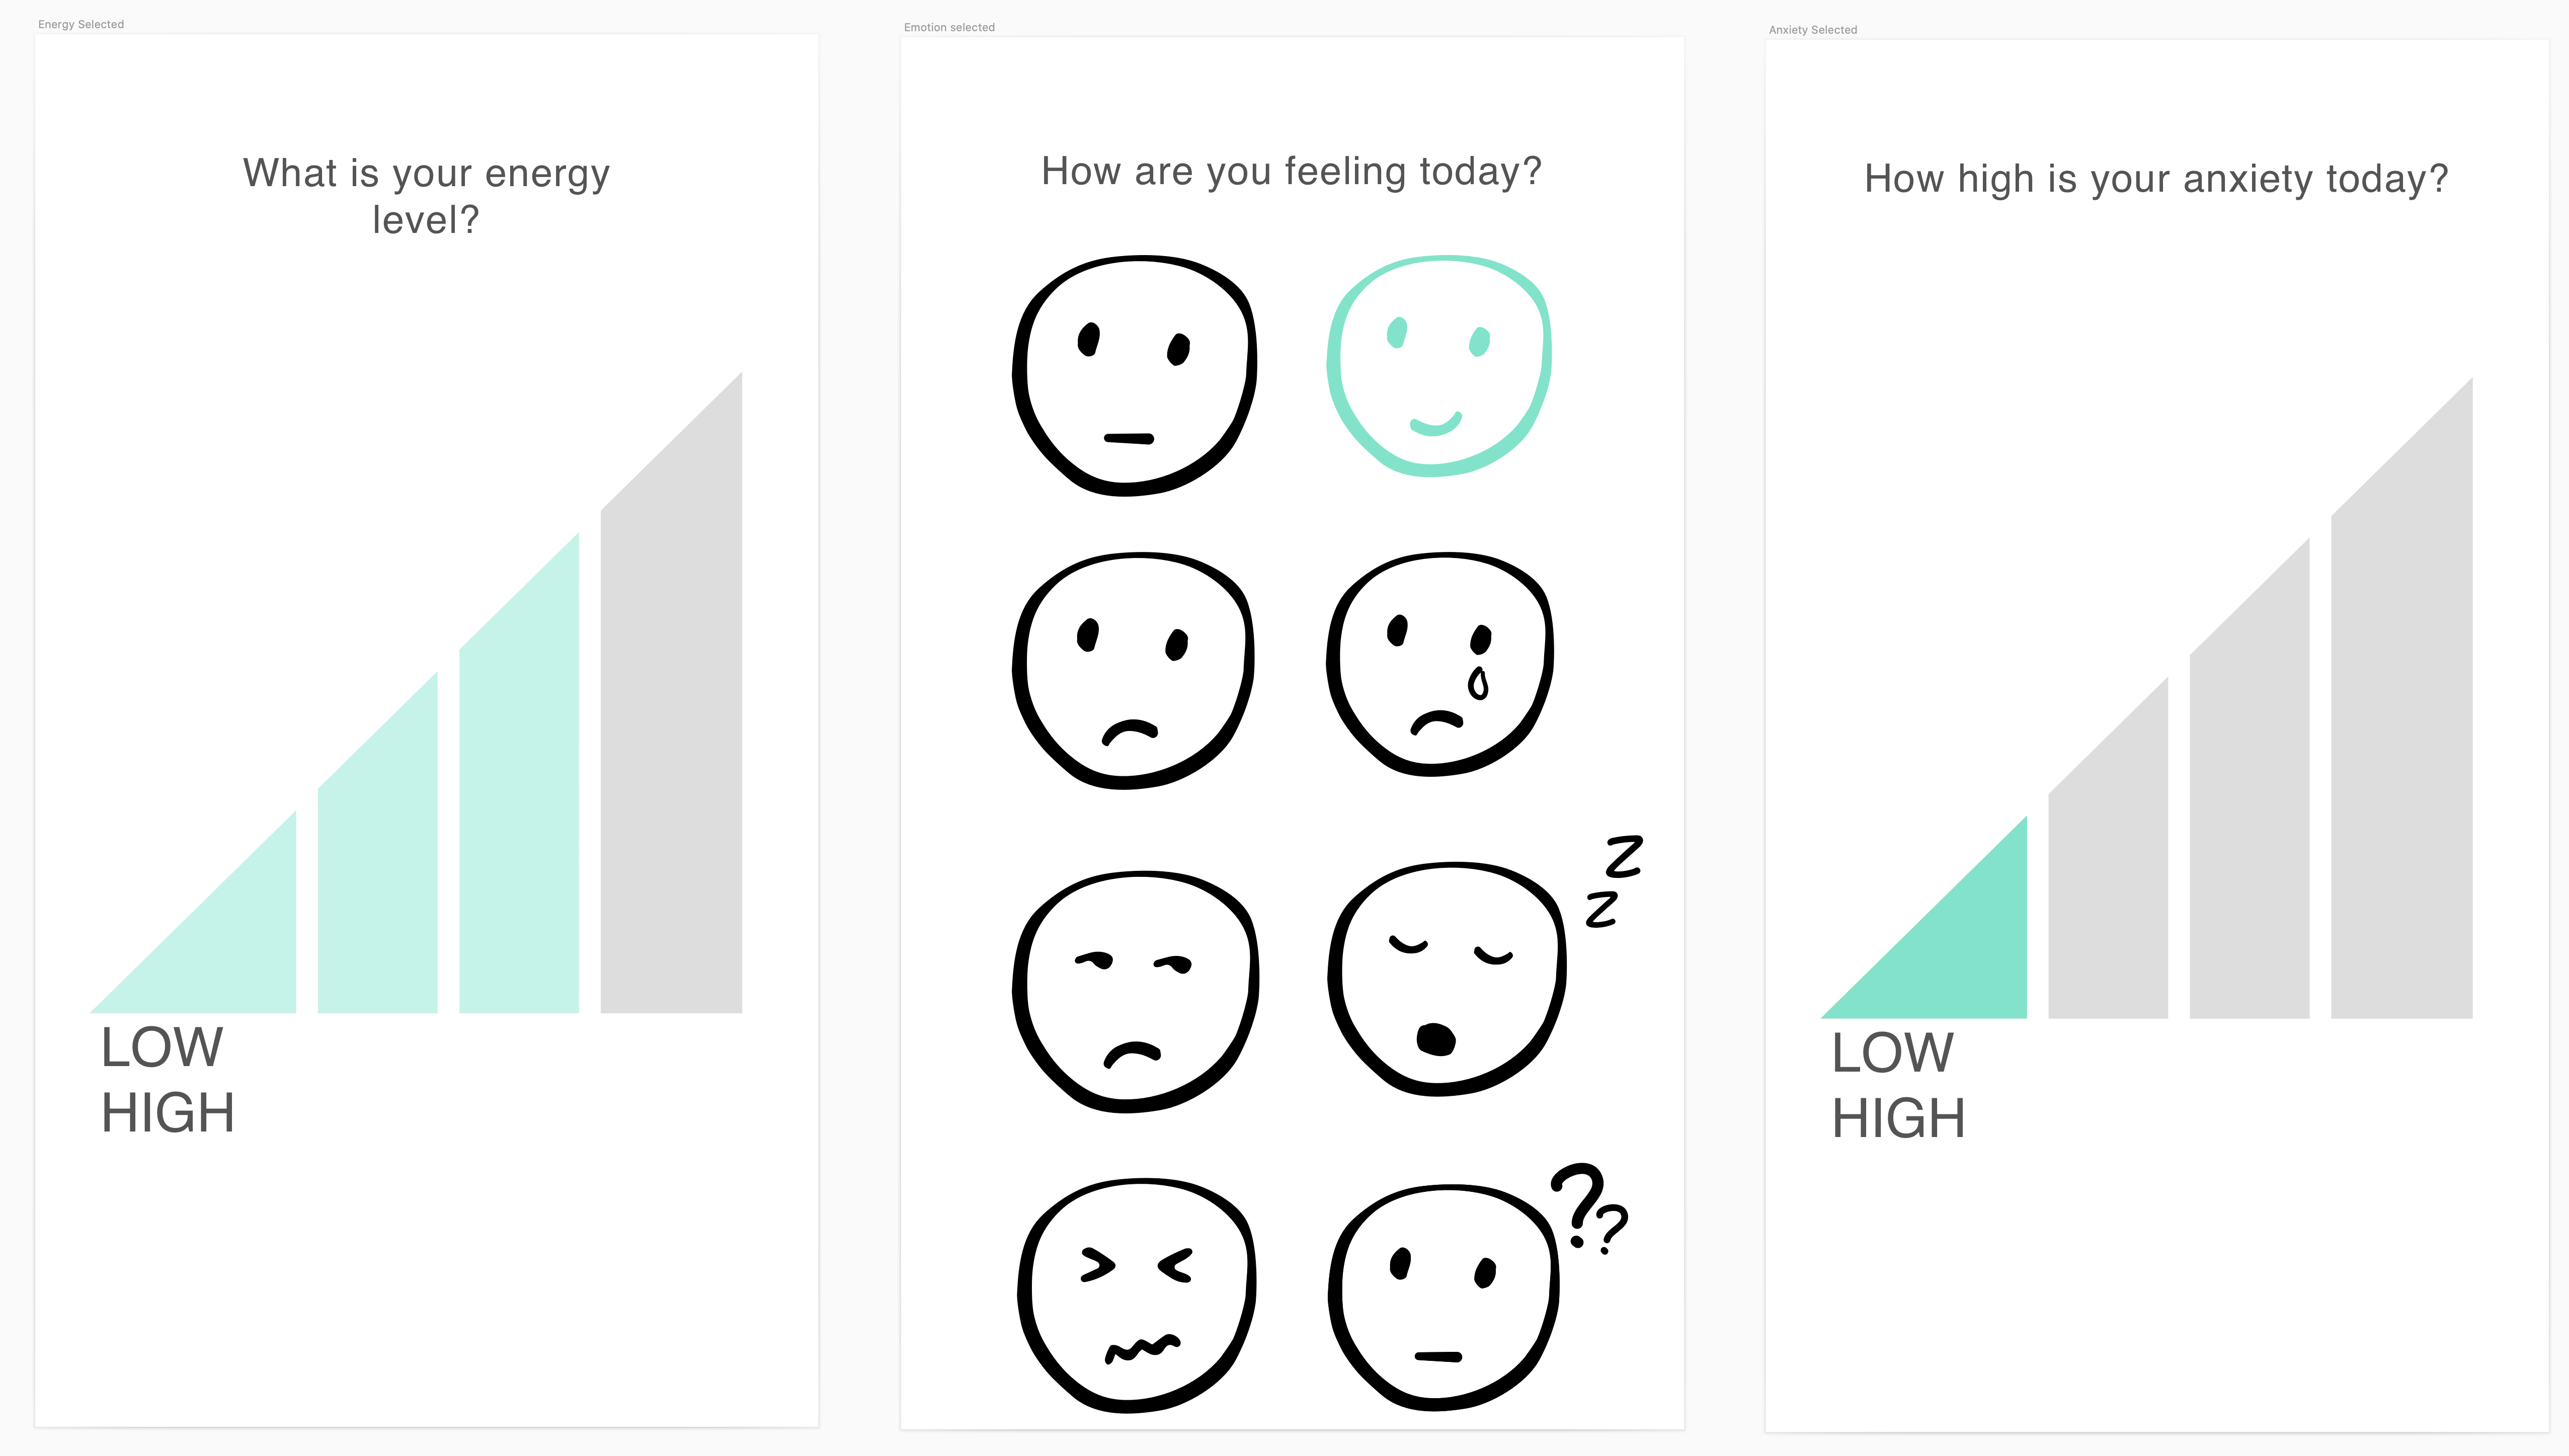 Energy Selected
What is your energy
level?
LOW
HIGH
Emotion selected
How are you feeling today?
z
z
??
Anxiety Selected
How high is your anxiety today?
LOW
HIGH